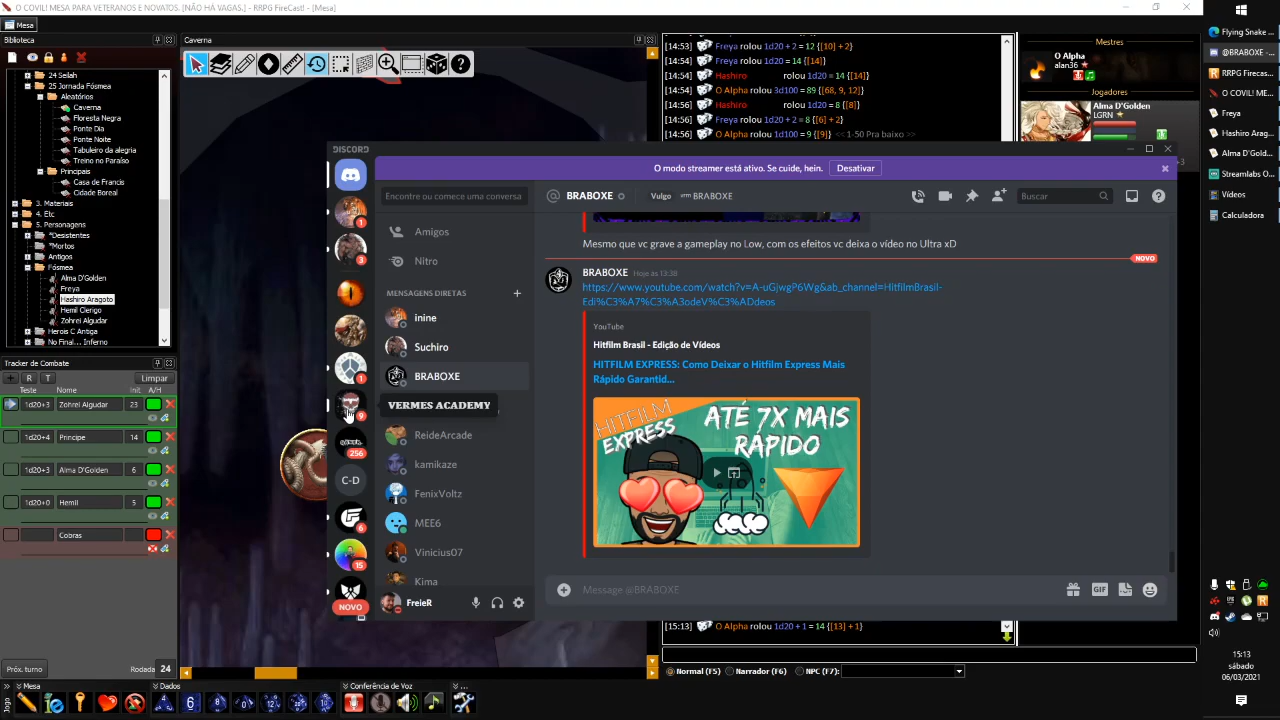 O COVIL! MESA PARA VETERANOS E NOVATOS. [NÃO HÁ VAGAS.] - RRPG FireCast! - [Mesa]
Mesa
Biblioteca
24 Selah
25 Jornada Fósmea
Aleatórios
Caverna
Floresta Negra
Ponte Dia
Ponte Noite
Tabuleiro da alegria
Treino no Paraíso
Principais
Casa de Francis
Cidade Boreal
3. Materiais
4. Etc
5. Personagens
*Desistentes
*Mortos
Antigos
Fósmea
Alma D'Golden
Freya
Hashiro Aragoto
Hemil Clerigo
Zohrel Algudar
Herois C Antiga
No Final... Inferno
Tracker de Combate
+ R T Limpar
Teste Nome Init A/H
1d20+3 Zohrel Algudar 23
1d20+4 Principe 14
1d20+3 Alma D'Golden 6
1d20+0 Hemil 5
Cobras
Próx. turno
Rodada 24
Caverna
[14:53] Freya rolou 1d20 + 2 = 12 {[10] + 2}
[14:54] Freya rolou 1d20 = 14 {[14]}
[14:54] Hashiro rolou 1d20 = 14 {[14]}
[14:54] O Alpha rolou 3d100 = 89 {[68, 9, 12]}
[14:56] Hashiro rolou 1d20 = 8 {[8]}
[14:56] Freya rolou 1d20 + 2 = 8 {[6] + 2}
[14:56] O Alpha rolou 1d100 = 9 {[9]} << 1-50 Pra baixo >>
DISCORD
O modo streamer está ativo. Se cuide, hein.
Desativar
Encontre ou comece uma conversa
Amigos
Nitro
MENSAGENS DIRETAS
inine
Suchiro
BRABOXE
VERMES ACADEMY
ReideArcade
kamikaze
FenixVoltz
MEE6
Vinicius07
Kima
FreieR
1
3
1
9
256
C-D
6
15
NOVO
@ BRABOXE
Vulgo
BRABOXE
Buscar
Mesmo que vc grave a gameplay no Low, com os efeitos vc deixa o vídeo no Ultra xD
NOVO
BRABOXE Hoje às 13:38
https://www.youtube.com/watch?v=A-uGjwgP6Wg&ab_channel=HitfilmBrasil-
Edi%C3%A7%C3%A3odeV%C3%ADdeos
YouTube
Hitfilm Brasil - Edição de Vídeos
HITFILM EXPRESS: Como Deixar o Hitfilm Express Mais
Rápido Garantid...
HITFILM
EXPRESS
ATÉ 7X MAIS
RÁPIDO
Message @BRABOXE
GIF
[15:13] O Alpha rolou 1d20 + 1 = 14 {[13] + 1}
Normal (F5) Narrador (F6) NPC (F7):
Mestres
O Alpha
alan36
Jogadores
Alma D'Golden
LGRN
Flying Snake ...
@BRABOXE -...
RRPG Firecas...
O COVIL! ME...
Freya
Hashiro Arag...
Alma D'Gold...
Streamlabs O...
Vídeos
Calculadora
15:13
sábado
06/03/2021
Jogo
Mesa
Dados
Conferência de Voz
...